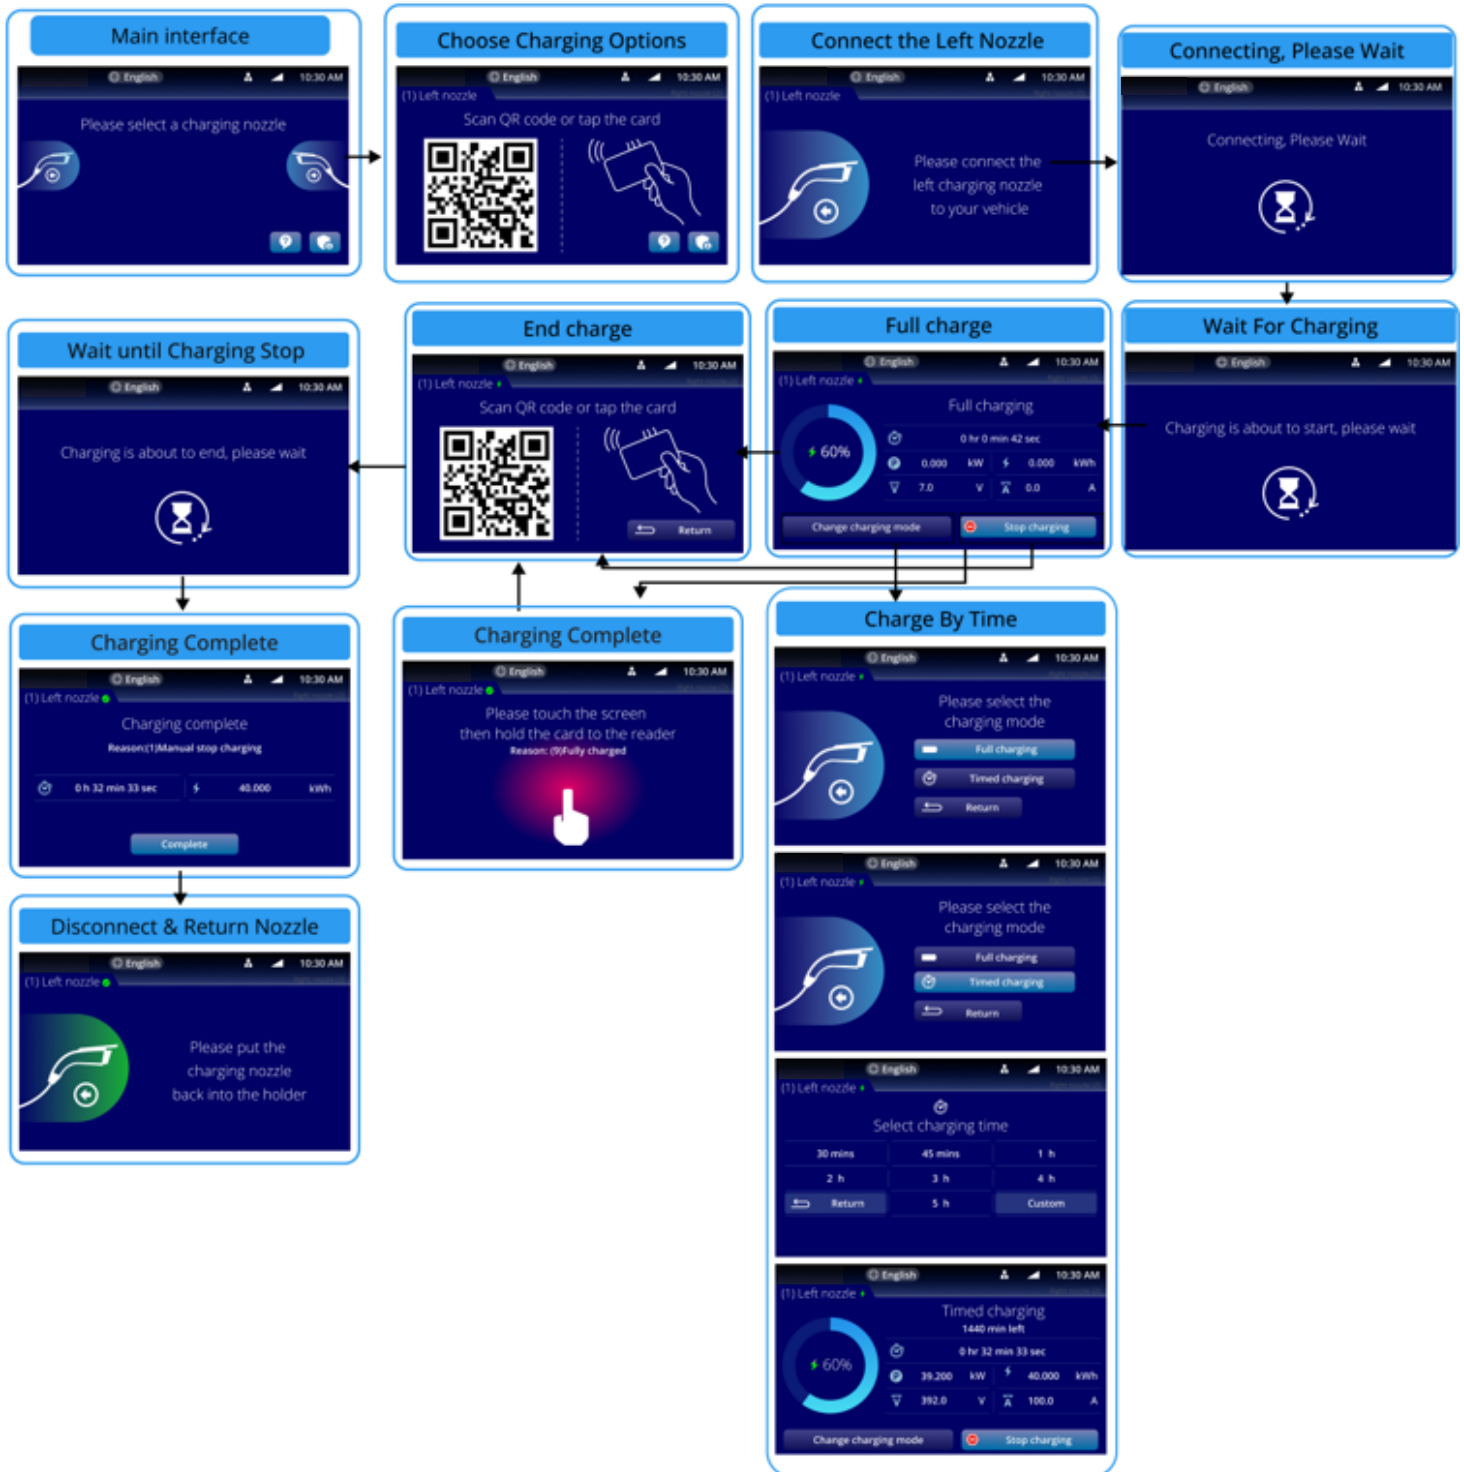 Main interface
English
10:30 AM
Please select a charging nozzle
Choose Charging Options
English
10:30 AM
(1) Left nozzle
Scan QR code or tap the card
Connect the Left Nozzle
English
10:30 AM
(1) Left nozzle
Please connect the
left charging nozzle
to your vehicle
Connecting, Please Wait
English
10:30 AM
Connecting, Please Wait
Wait For Charging
English
10:30 AM
Charging is about to start, please wait
Full charge
English
10:30 AM
(1) Left nozzle
Full charging
60%
0 hr 0 min 42 sec
P 0.000 kW 0.000 kWh
V 7.0 V A 0.0 A
Change charging mode
Stop charging
End charge
English
10:30 AM
(1) Left nozzle
Scan QR code or tap the card
Return
Wait until Charging Stop
English
10:30 AM
Charging is about to end, please wait
Charging Complete
English
10:30 AM
(1) Left nozzle
Charging complete
Reason:(1)Manual stop charging
0 h 32 min 33 sec 40.000 kWh
Complete
Charging Complete
English
10:30 AM
(1) Left nozzle
Please touch the screen
then hold the card to the reader
Reason: (9)Fully charged
Charge By Time
English
10:30 AM
(1) Left nozzle
Please select the
charging mode
Full charging
Timed charging
Return
English
10:30 AM
(1) Left nozzle
Please select the
charging mode
Full charging
Timed charging
Return
English
10:30 AM
(1) Left nozzle
Select charging time
30 mins 45 mins 1 h
2 h 3 h 4 h
Return 5 h Custom
English
10:30 AM
(1) Left nozzle
Timed charging
1440 min left
60%
0 hr 32 min 33 sec
P 39.200 kW 40.000 kWh
V 392.0 V A 100.0 A
Change charging mode
Stop charging
Disconnect & Return Nozzle
English
10:30 AM
(1) Left nozzle
Please put the
charging nozzle
back into the holder